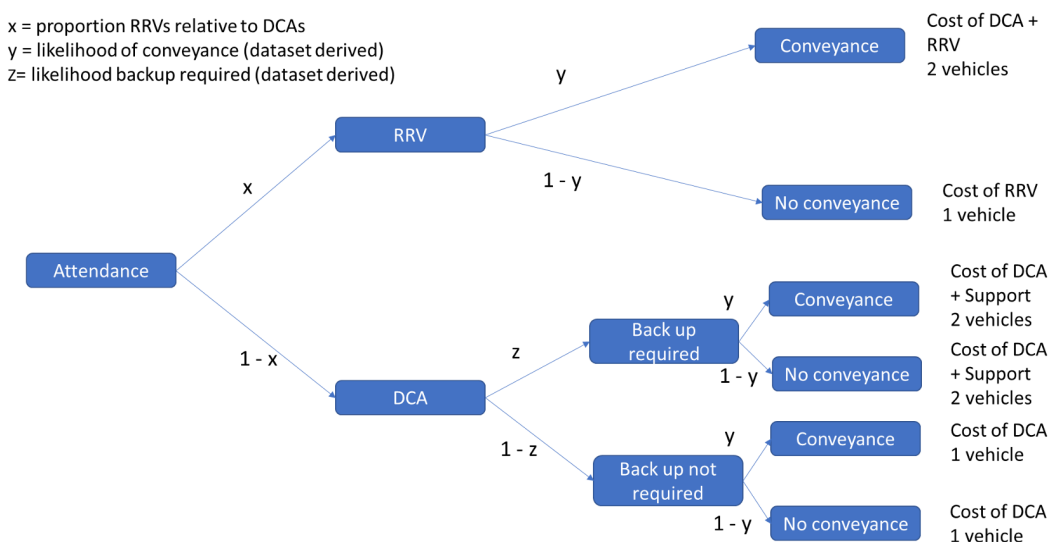 x = proportion RRVs relative to DCAs
y = likelihood of conveyance (dataset derived)
z= likelihood backup required (dataset derived)
Attendance
x
1 - x
RRV
y
1 - y
Conveyance
Cost of DCA +
RRV
2 vehicles
No conveyance
Cost of RRV
1 vehicle
DCA
z
1 - z
Back up
required
y
1 - y
Conveyance
Cost of DCA
+ Support
2 vehicles
No conveyance
Cost of DCA
+ Support
2 vehicles
Back up not
required
y
1 - y
Conveyance
Cost of DCA
1 vehicle
No conveyance
Cost of DCA
1 vehicle